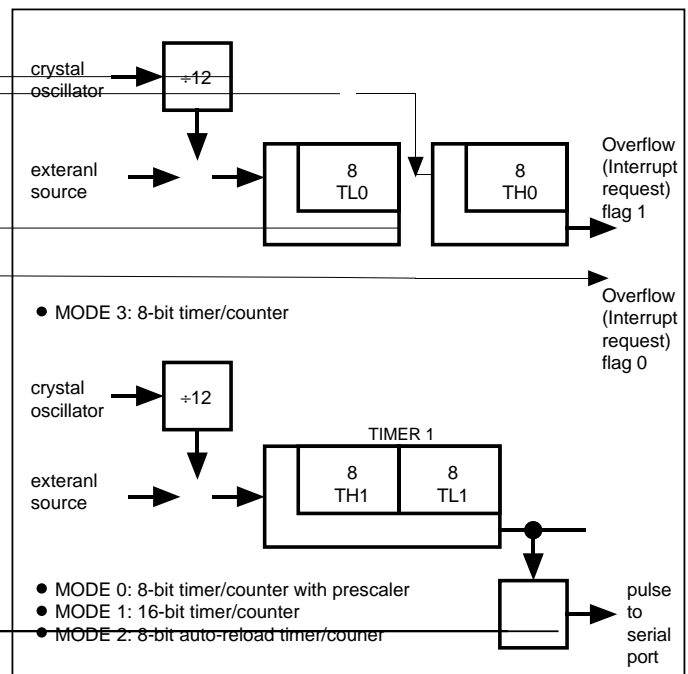 crystal
oscillator
÷12
exteranl
source
8
TL0
8
TH0
Overflow
(Interrupt
request)
flag 1
Overflow
(Interrupt
request)
flag 0
● MODE 3: 8-bit timer/counter
crystal
oscillator
÷12
TIMER 1
exteranl
source
8
TH1
8
TL1
● MODE 0: 8-bit timer/counter with prescaler
● MODE 1: 16-bit timer/counter
● MODE 2: 8-bit auto-reload timer/couner
pulse
to
serial
port